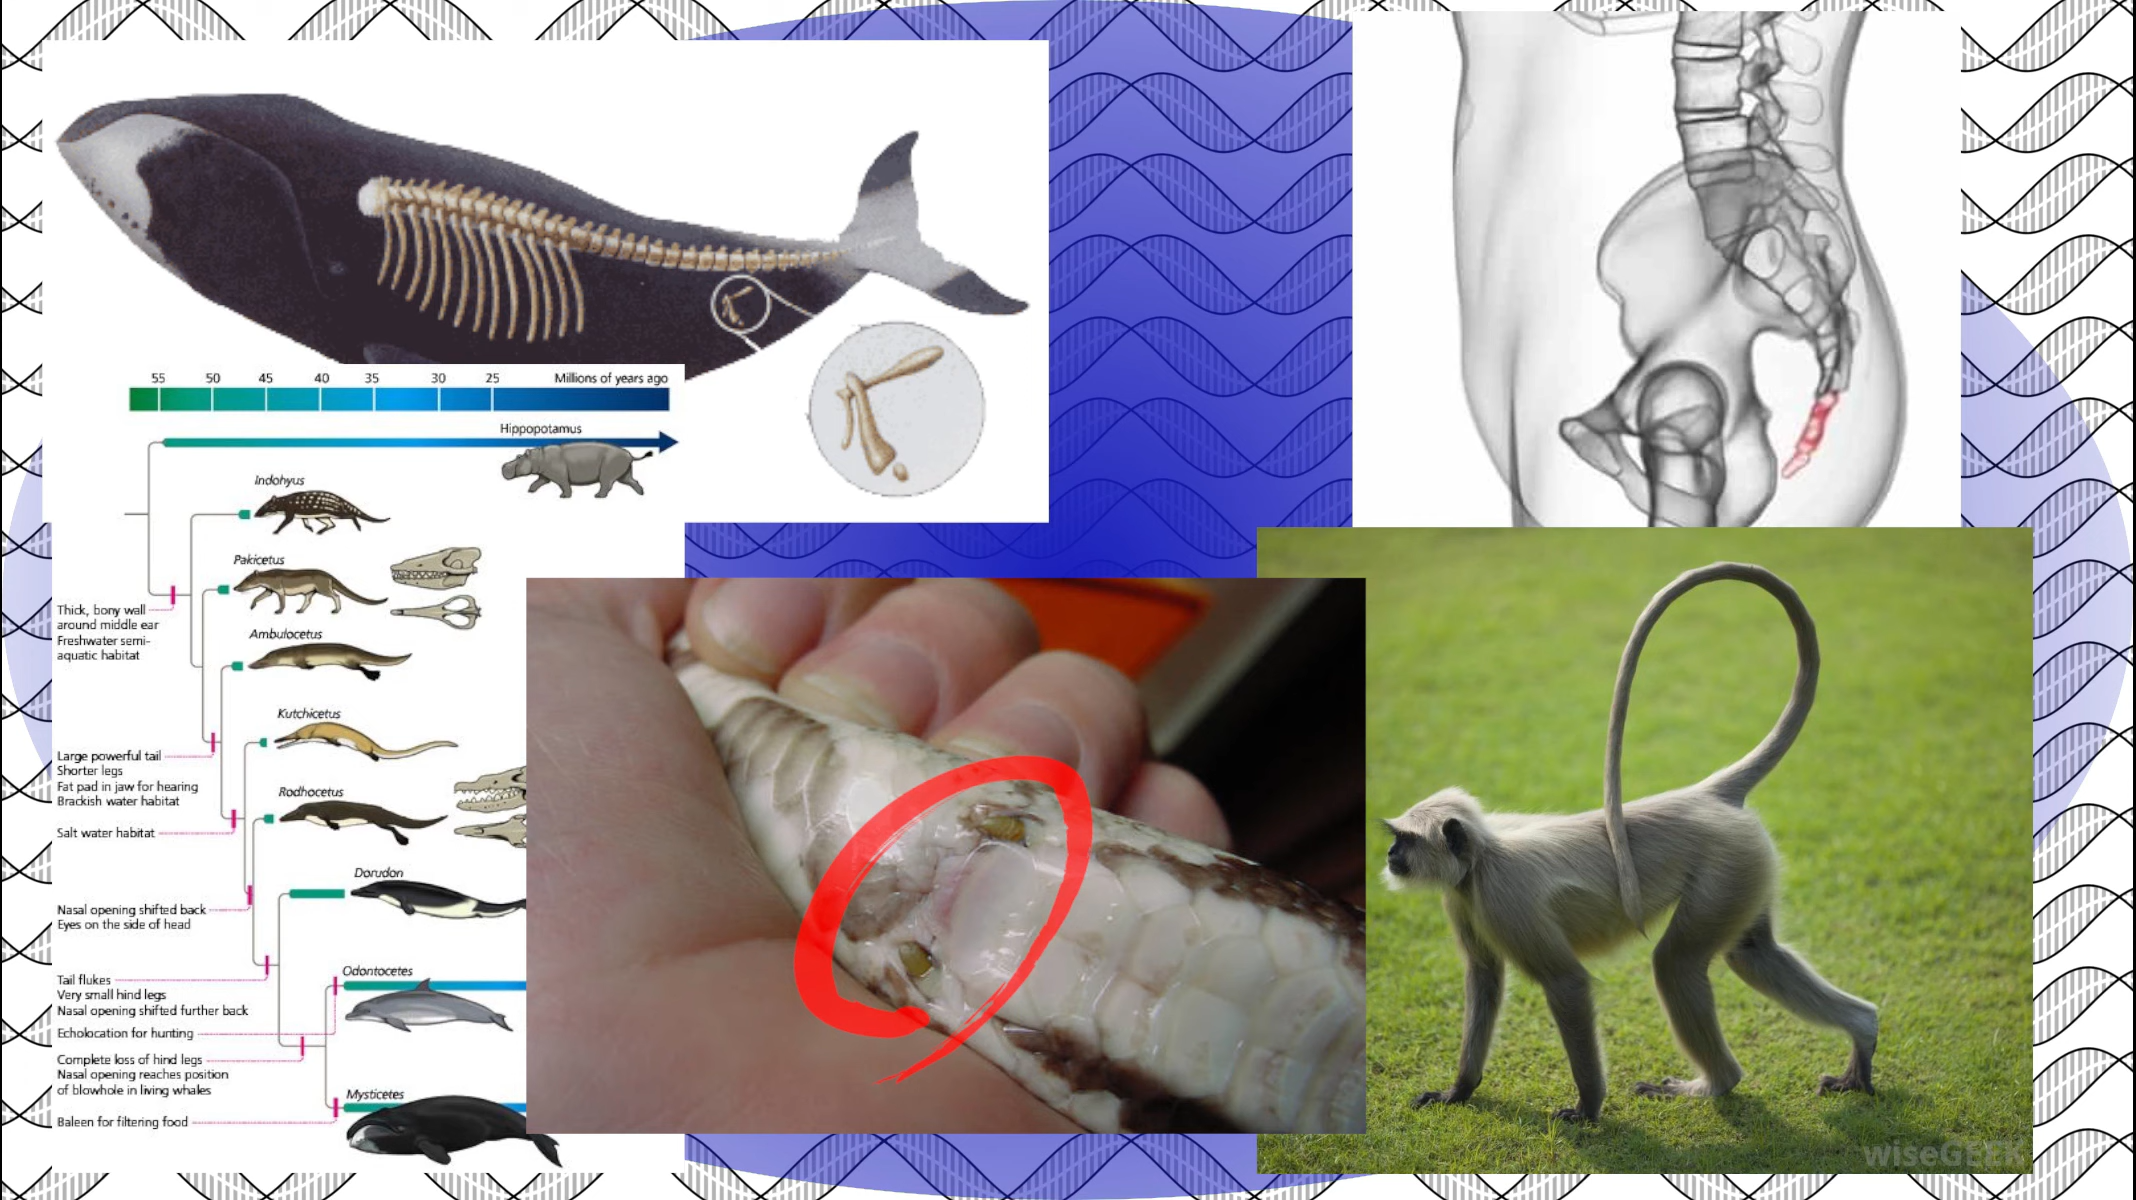 55 50 45 40 35 30 25 Millions of years ago
Hippopotamus
Indohyus
Pakicetus
Thick, bony wall
around middle ear
Freshwater semi-
aquatic habitat
Ambulocetus
Kutchicetus
Large powerful tail
Shorter legs
Fat pad in jaw for hearing
Brackish water habitat
Rodhocetus
Salt water habitat
Dorudon
Nasal opening shifted back
Eyes on the side of head
Odontocetes
Tail flukes
Very small hind legs
Nasal opening shifted further back
Echolocation for hunting
Complete loss of hind legs
Nasal opening reaches position
of blowhole in living whales
Mysticetes
Baleen for filtering food
wiseGEEK